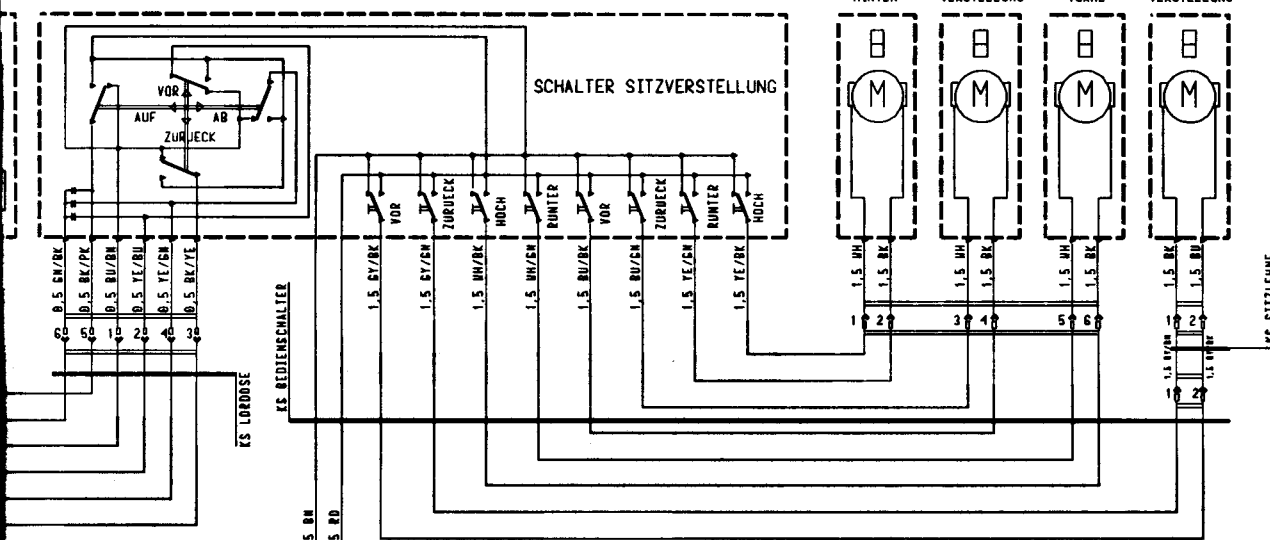 VERSTELLUNG
VERSTELLUNG
SCHALTER SITZVERSTELLUNG
M
M
M
M
VOR
AUF
AB
ZURUECK
VOR
ZURUECK
HOCH
RUNTER
VOR
ZURUECK
RUNTER
HOCH
0,5 GN/BK
0,5 BK/PK
0,5 BU/BN
0,5 YE/BU
0,5 YE/GN
0,5 BK/YE
1,5 GY/BK
1,5 GY/GN
1,5 WH/BK
1,5 WH/GN
1,5 BU/BK
1,5 BU/GN
1,5 YE/GN
1,5 YE/BK
1,5 WH
1,5 BK
1,5 WH
1,5 BK
1,5 WH
1,5 BK
1,5 BK
1,5 BU
6 5 1 2 4 3
1 2 3 4 5 6 1 2
1 2
KS LORDOSE
KS BEDIENSCHALTER
KS SITZLEHNE
5 BN
5 RD